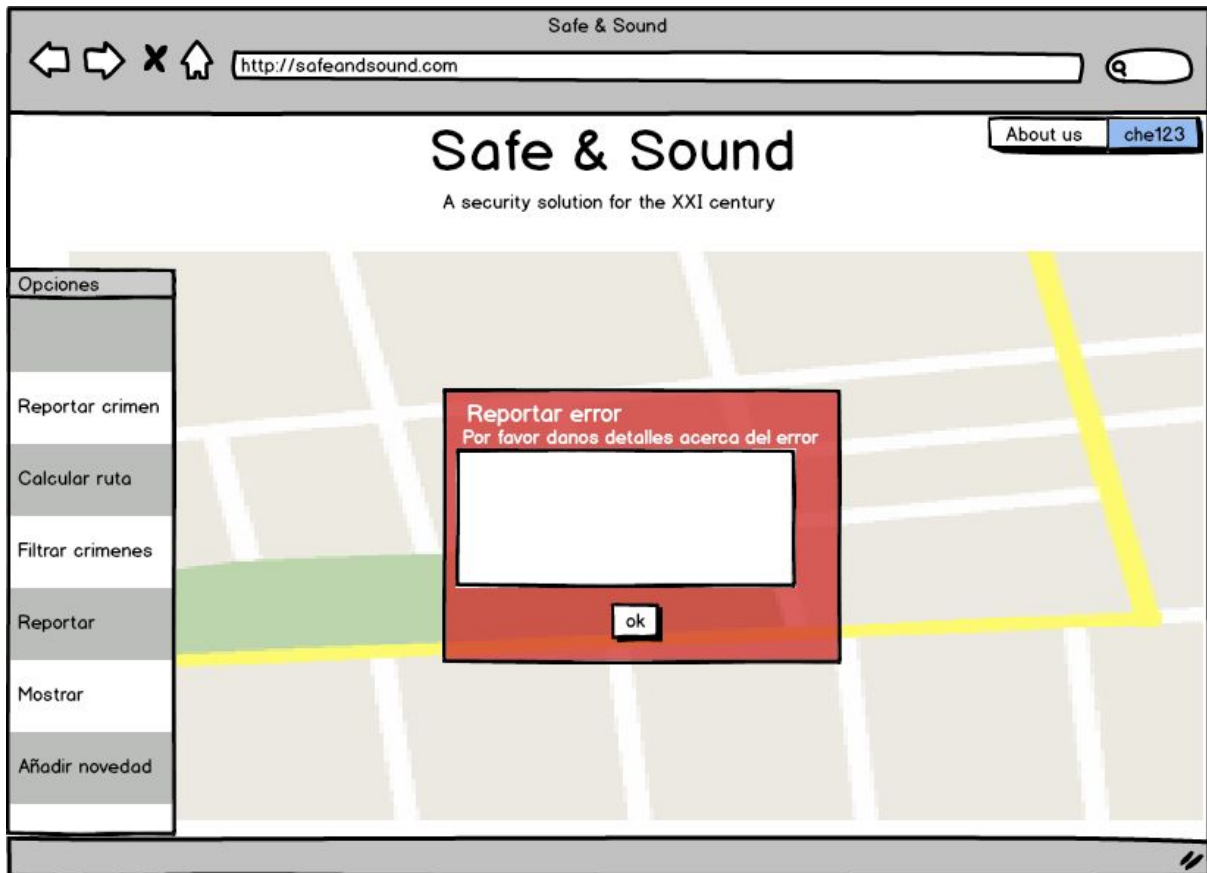 Safe & Sound
http://safeandsound.com
About us
che123
Safe & Sound
A security solution for the XXI century
Opciones
Reportar crimen
Calcular ruta
Filtrar crimenes
Reportar
Mostrar
Añadir novedad
Reportar error
Por favor danos detalles acerca del error
ok